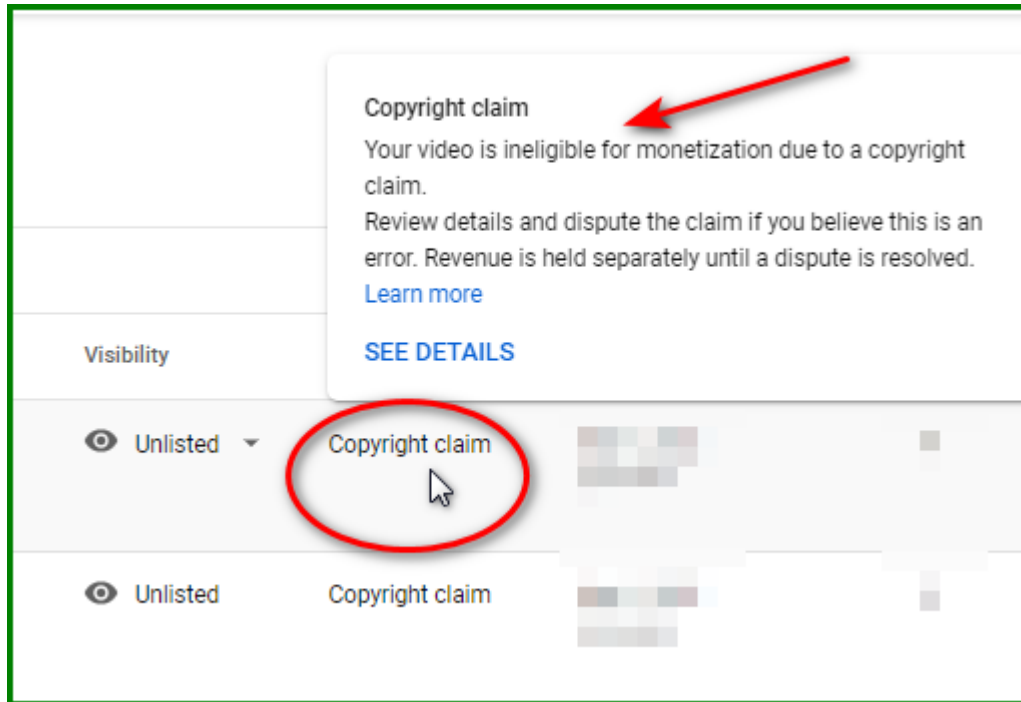 Copyright claim
Your video is ineligible for monetization due to a copyright
claim.
Review details and dispute the claim if you believe this is an
error. Revenue is held separately until a dispute is resolved.
Learn more
SEE DETAILS
Visibility
Unlisted Copyright claim
Unlisted Copyright claim